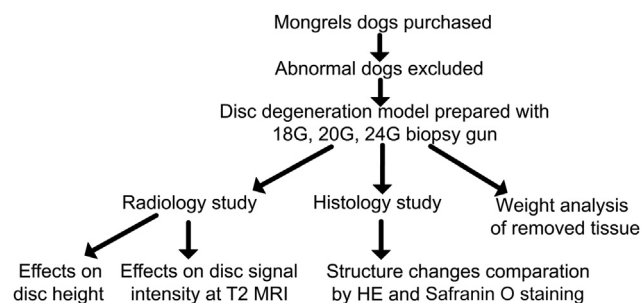 Mongrels dogs purchased
Abnormal dogs excluded
Disc degeneration model prepared with
18G, 20G, 24G biopsy gun
Radiology study
Histology study
Weight analysis
of removed tissue
Effects on
disc height
Effects on disc signal
intensity at T2 MRI
Structure changes comparation
by HE and Safranin O staining